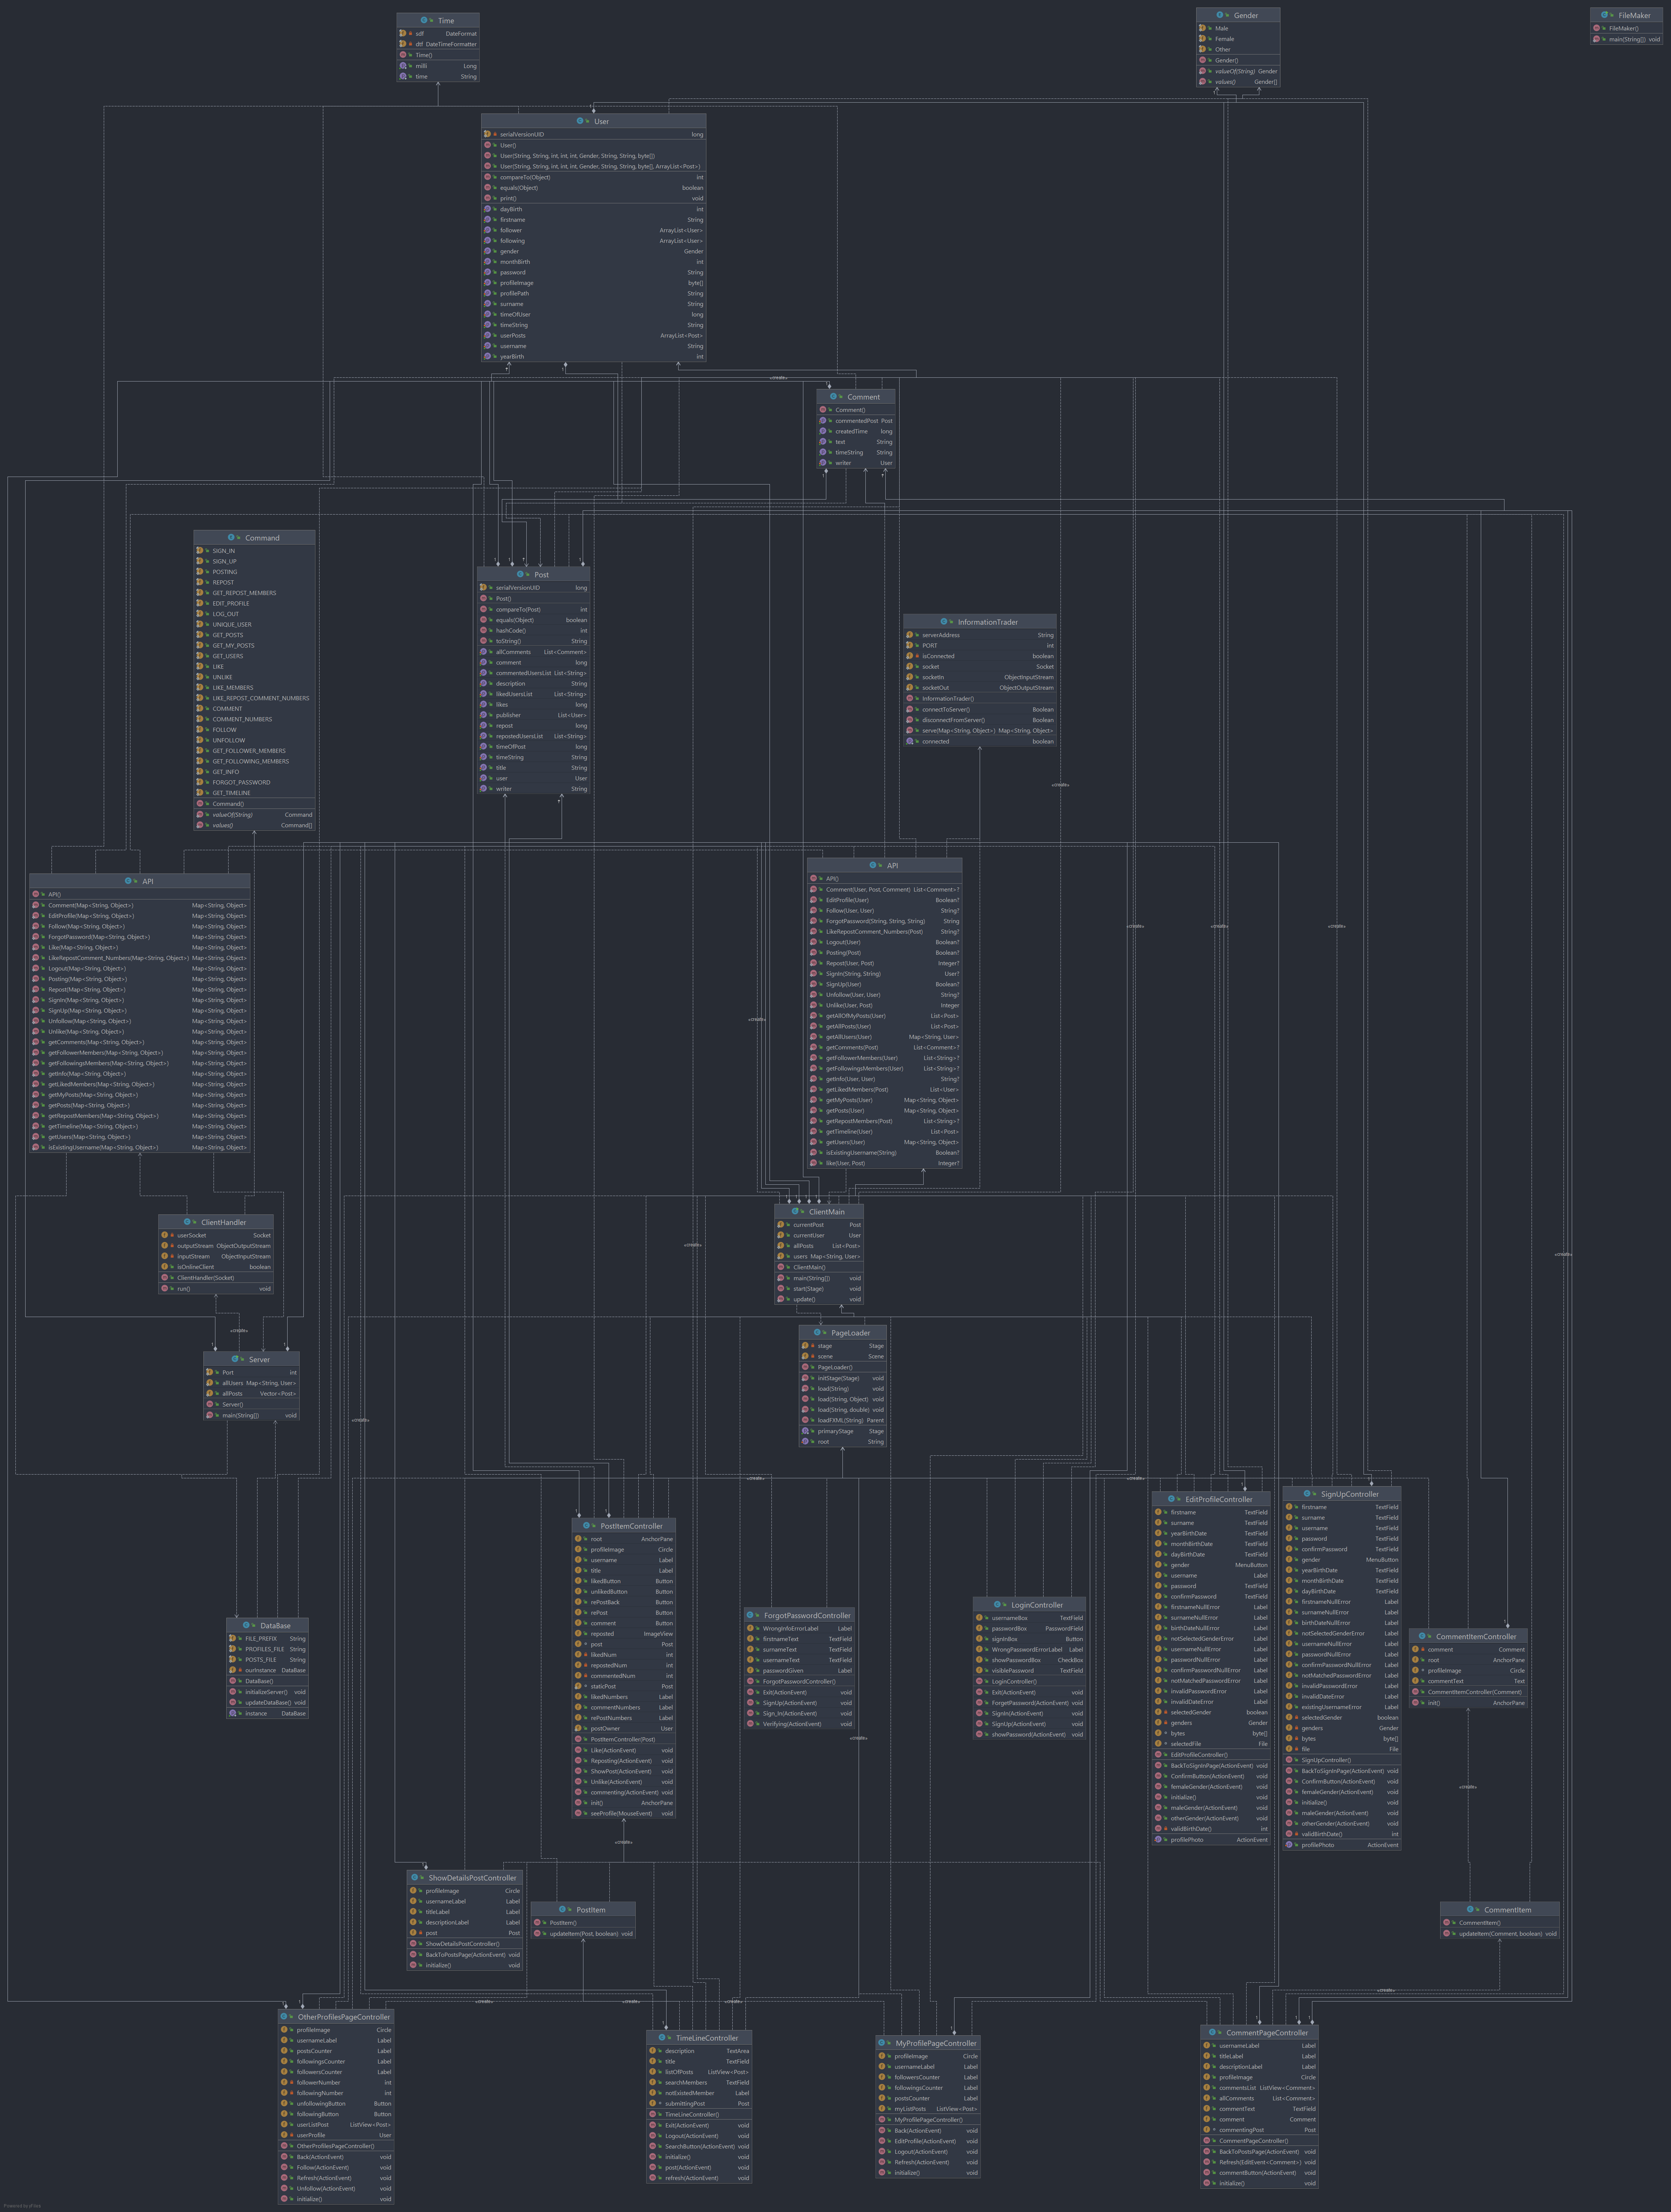 Time
sdf DateFormat
dtf DateTimeFormatter
Time()
milli Long
time String
Gender
Male
Female
Other
Gender()
valueOf(String) Gender
values() Gender[]
FileMaker
FileMaker()
main(String[]) void
User
serialVersionUID long
User()
User(String, String, int, int, int, Gender, String, String, byte[])
User(String, String, int, int, int, Gender, String, String, byte[], ArrayList<Post>)
compareTo(Object) int
equals(Object) boolean
print() void
dayBirth int
firstname String
follower ArrayList<User>
following ArrayList<User>
gender Gender
monthBirth int
password String
profileImage byte[]
profilePath String
surname String
timeOfUser long
timeString String
userPosts ArrayList<Post>
username String
yearBirth int
«create»
Comment
Comment()
commentedPost Post
createdTime long
text String
timeString String
writer User
Command
SIGN_IN
SIGN_UP
POSTING
REPOST
GET_REPOST_MEMBERS
EDIT_PROFILE
LOG_OUT
UNIQUE_USER
GET_POSTS
GET_MY_POSTS
GET_USERS
LIKE
UNLIKE
LIKE_MEMBERS
LIKE_REPOST_COMMENT_NUMBERS
COMMENT
COMMENT_NUMBERS
FOLLOW
UNFOLLOW
GET_FOLLOWER_MEMBERS
GET_FOLLOWING_MEMBERS
GET_INFO
FORGOT_PASSWORD
GET_TIMELINE
Command()
valueOf(String) Command
values() Command[]
Post
serialVersionUID long
Post()
compareTo(Post) int
equals(Object) boolean
hashCode() int
toString() String
allComments List<Comment>
comment long
commentedUsersList List<String>
description String
likedUsersList List<String>
likes long
publisher List<User>
repost long
repostedUsersList List<String>
timeOfPost long
timeString String
title String
user User
writer String
InformationTrader
serverAddress String
PORT int
isConnected boolean
socket Socket
socketIn ObjectInputStream
socketOut ObjectOutputStream
InformationTrader()
connectToServer() Boolean
disconnectFromServer() Boolean
serve(Map<String, Object>) Map<String, Object>
connected boolean
«create»
API
API()
Comment(Map<String, Object>) Map<String, Object>
EditProfile(Map<String, Object>) Map<String, Object>
Follow(Map<String, Object>) Map<String, Object>
ForgotPassword(Map<String, Object>) Map<String, Object>
Like(Map<String, Object>) Map<String, Object>
LikeRepostComment_Numbers(Map<String, Object>) Map<String, Object>
Logout(Map<String, Object>) Map<String, Object>
Posting(Map<String, Object>) Map<String, Object>
Repost(Map<String, Object>) Map<String, Object>
SignIn(Map<String, Object>) Map<String, Object>
SignUp(Map<String, Object>) Map<String, Object>
Unfollow(Map<String, Object>) Map<String, Object>
Unlike(Map<String, Object>) Map<String, Object>
getComments(Map<String, Object>) Map<String, Object>
getFollowerMembers(Map<String, Object>) Map<String, Object>
getFollowingsMembers(Map<String, Object>) Map<String, Object>
getInfo(Map<String, Object>) Map<String, Object>
getLikedMembers(Map<String, Object>) Map<String, Object>
getMyPosts(Map<String, Object>) Map<String, Object>
getPosts(Map<String, Object>) Map<String, Object>
getRepostMembers(Map<String, Object>) Map<String, Object>
getTimeline(Map<String, Object>) Map<String, Object>
getUsers(Map<String, Object>) Map<String, Object>
isExistingUsername(Map<String, Object>) Map<String, Object>
API
API()
Comment(User, Post, Comment) List<Comment>?
EditProfile(User) Boolean?
Follow(User, User) String?
ForgotPassword(String, String, String) String
LikeRepostComment_Numbers(Post) String?
Logout(User) Boolean?
Posting(Post) Boolean?
Repost(User, Post) Integer?
SignIn(String, String) User?
SignUp(User) Boolean?
Unfollow(User, User) String?
Unlike(User, Post) Integer
getAllOfMyPosts(User) List<Post>
getAllPosts(User) List<Post>
getAllUsers(User) Map<String, User>
getComments(Post) List<Comment>?
getFollowerMembers(User) List<String>?
getFollowingsMembers(User) List<String>?
getInfo(User, User) String?
getLikedMembers(Post) List<User>
getMyPosts(User) Map<String, Object>
getPosts(User) Map<String, Object>
getRepostMembers(Post) List<String>?
getTimeline(User) List<Post>
getUsers(User) Map<String, Object>
isExistingUsername(String) Boolean?
like(User, Post) Integer?
«create»
«create»
«create»
«create»
ClientHandler
userSocket Socket
outputStream ObjectOutputStream
inputStream ObjectInputStream
isOnlineClient boolean
ClientHandler(Socket)
run() void
«create»
ClientMain
currentPost Post
currentUser User
allPosts List<Post>
users Map<String, User>
ClientMain()
main(String[]) void
start(Stage) void
update() void
«create»
«create»
Server
Port int
allUsers Map<String, User>
allPosts Vector<Post>
Server()
main(String[]) void
PageLoader
stage Stage
scene Scene
PageLoader()
initStage(Stage) void
load(String) void
load(String, Object) void
load(String, double) void
loadFXML(String) Parent
primaryStage Stage
root String
«create»
«create»
«create»
DataBase
FILE_PREFIX String
PROFILES_FILE String
POSTS_FILE String
ourInstance DataBase
DataBase()
initializeServer() void
updateDataBase() void
instance DataBase
PostItemController
root AnchorPane
profileImage Circle
username Label
title Label
likedButton Button
unlikedButton Button
rePostBack Button
rePost Button
comment Button
reposted ImageView
post Post
likedNum int
repostedNum int
commentedNum int
staticPost Post
likedNumbers Label
commentNumbers Label
rePostNumbers Label
postOwner User
PostItemController(Post)
Like(ActionEvent) void
Reposting(ActionEvent) void
ShowPost(ActionEvent) void
Unlike(ActionEvent) void
commenting(ActionEvent) void
init() AnchorPane
seeProfile(MouseEvent) void
ForgotPasswordController
WrongInfoErrorLabel Label
firstnameText TextField
surnameText TextField
usernameText TextField
passwordGiven Label
ForgotPasswordController()
Exit(ActionEvent) void
SignUp(ActionEvent) void
Sign_In(ActionEvent) void
Verifying(ActionEvent) void
LoginController
usernameBox TextField
passwordBox PasswordField
signInBox Button
WrongPasswordErrorLabel Label
showPasswordBox CheckBox
visiblePassword TextField
LoginController()
Exit(ActionEvent) void
ForgetPassword(ActionEvent) void
SignIn(ActionEvent) void
SignUp(ActionEvent) void
showPassword(ActionEvent) void
EditProfileController
firstname TextField
surname TextField
yearBirthDate TextField
monthBirthDate TextField
dayBirthDate TextField
gender MenuButton
username Label
password TextField
confirmPassword TextField
firstnameNullError Label
surnameNullError Label
birthDateNullError Label
notSelectedGenderError Label
usernameNullError Label
passwordNullError Label
confirmPasswordNullError Label
notMatchedPasswordError Label
invalidPasswordError Label
invalidDateError Label
selectedGender boolean
genders Gender
bytes byte[]
selectedFile File
EditProfileController()
BackToSignInPage(ActionEvent) void
ConfirmButton(ActionEvent) void
femaleGender(ActionEvent) void
initialize() void
maleGender(ActionEvent) void
otherGender(ActionEvent) void
validBirthDate() int
profilePhoto ActionEvent
SignUpController
firstname TextField
surname TextField
username TextField
password TextField
confirmPassword TextField
gender MenuButton
yearBirthDate TextField
monthBirthDate TextField
dayBirthDate TextField
firstnameNullError Label
surnameNullError Label
birthDateNullError Label
notSelectedGenderError Label
usernameNullError Label
passwordNullError Label
confirmPasswordNullError Label
notMatchedPasswordError Label
invalidPasswordError Label
invalidDateError Label
existingUsernameError Label
selectedGender boolean
genders Gender
bytes byte[]
file File
SignUpController()
BackToSignInPage(ActionEvent) void
ConfirmButton(ActionEvent) void
femaleGender(ActionEvent) void
initialize() void
maleGender(ActionEvent) void
otherGender(ActionEvent) void
validBirthDate() int
profilePhoto ActionEvent
CommentItemController
comment Comment
root AnchorPane
profileImage Circle
commentText Text
CommentItemController(Comment)
init() AnchorPane
«create»
«create»
«create»
«create»
ShowDetailsPostController
profileImage Circle
usernameLabel Label
titleLabel Label
descriptionLabel Label
post Post
ShowDetailsPostController()
BackToPostsPage(ActionEvent) void
initialize() void
PostItem
PostItem()
updateItem(Post, boolean) void
CommentItem
CommentItem()
updateItem(Comment, boolean) void
«create»
«create»
«create»
«create»
OtherProfilesPageController
profileImage Circle
usernameLabel Label
postsCounter Label
followingsCounter Label
followersCounter Label
followerNumber int
followingNumber int
unfollowingButton Button
followingButton Button
userListPost ListView<Post>
userProfile User
OtherProfilesPageController()
Back(ActionEvent) void
Follow(ActionEvent) void
Refresh(ActionEvent) void
Unfollow(ActionEvent) void
initialize() void
TimeLineController
description TextArea
title TextField
listOfPosts ListView<Post>
searchMembers TextField
notExistedMember Label
submittingPost Post
TimeLineController()
Exit(ActionEvent) void
Logout(ActionEvent) void
SearchButton(ActionEvent) void
initialize() void
post(ActionEvent) void
refresh(ActionEvent) void
MyProfilePageController
profileImage Circle
usernameLabel Label
followersCounter Label
followingsCounter Label
postsCounter Label
myListPosts ListView<Post>
MyProfilePageController()
Back(ActionEvent) void
EditProfile(ActionEvent) void
Logout(ActionEvent) void
Refresh(ActionEvent) void
initialize() void
CommentPageController
usernameLabel Label
titleLabel Label
descriptionLabel Label
profileImage Circle
commentsList ListView<Comment>
allComments List<Comment>
commentText TextField
comment Comment
commentingPost Post
CommentPageController()
BackToPostsPage(ActionEvent) void
Refresh(EditEvent<Comment>) void
commentButton(ActionEvent) void
initialize() void
Powered by yFiles